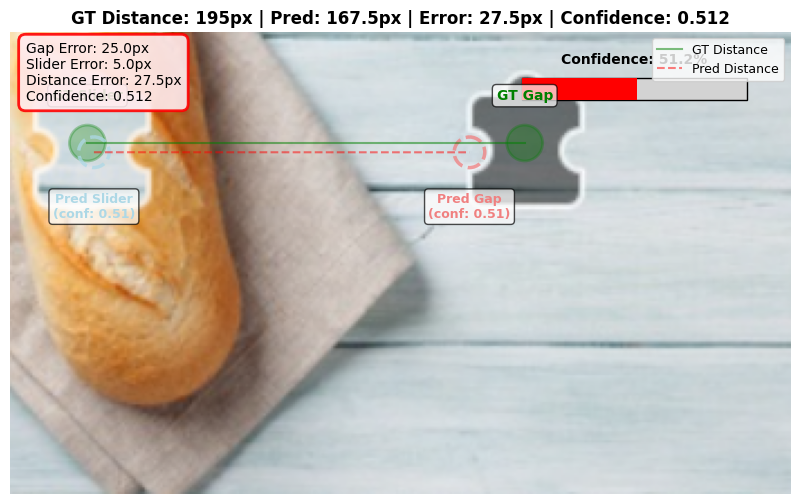 GT Distance: 195px | Pred: 167.5px | Error: 27.5px | Confidence: 0.512
Gap Error: 25.0px
Slider Error: 5.0px
Distance Error: 27.5px
Confidence: 0.512
Confidence: 51.2%
GT Distance
Pred Distance
GT Gap
Pred Slider
(conf: 0.51)
Pred Gap
(conf: 0.51)